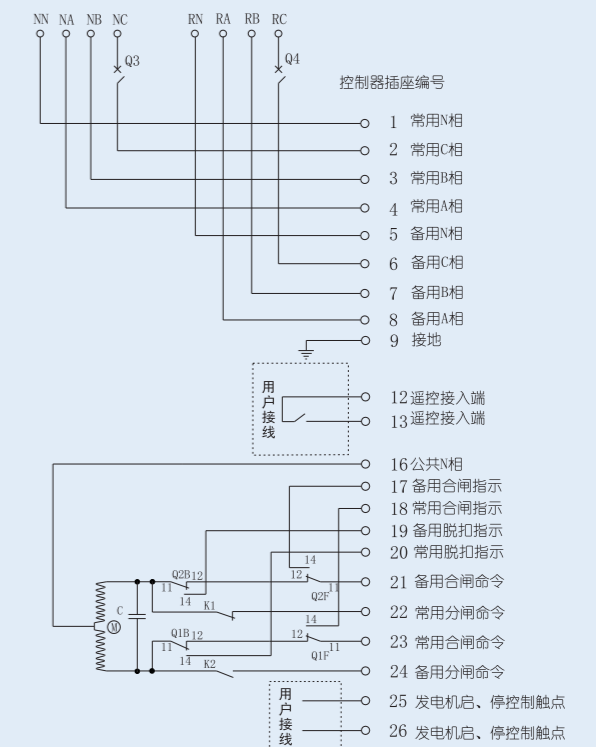 NN NA NB NC RN RA RB RC
Q3 Q4
控制器插座编号
1 常用N相
2 常用C相
3 常用B相
4 常用A相
5 备用N相
6 备用C相
7 备用B相
8 备用A相
9 接地
用户接线
12 遥控接入端
13 遥控接入端
16 公共N相
17 备用合闸指示
18 常用合闸指示
19 备用脱扣指示
20 常用脱扣指示
14
Q2B 12 12
11 11
21 备用合闸命令
14 Q2F
C K1
22 常用分闸命令
14
M
Q1B 12 12
11 11
23 常用合闸命令
14 K2 Q1F
24 备用分闸命令
用户接线
25 发电机启、停控制触点
26 发电机启、停控制触点